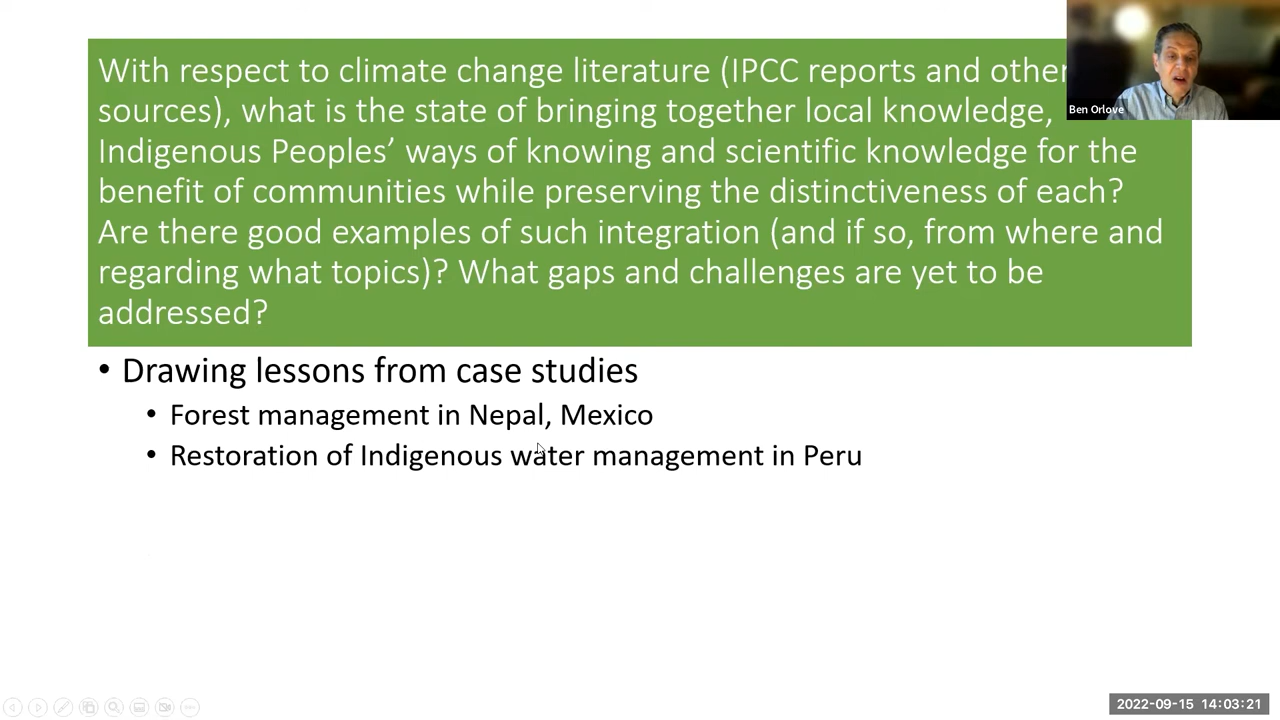 With respect to climate change literature (IPCC reports and other
sources), what is the state of bringing together local knowledge,
Indigenous Peoples’ ways of knowing and scientific knowledge for the
benefit of communities while preserving the distinctiveness of each?
Are there good examples of such integration (and if so, from where and
regarding what topics)? What gaps and challenges are yet to be
addressed?
Ben Orlove
• Drawing lessons from case studies
• Forest management in Nepal, Mexico
• Restoration of Indigenous water management in Peru
2022-09-15 14:03:21